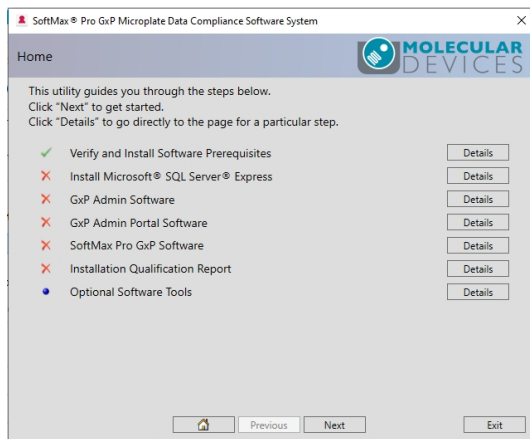 SoftMax ® Pro GxP Microplate Data Compliance Software System
Home
MOLECULAR
DEVICES
This utility guides you through the steps below.
Click "Next" to get started.
Click "Details" to go directly to the page for a particular step.
Verify and Install Software Prerequisites Details
Install Microsoft® SQL Server® Express Details
GxP Admin Software Details
GxP Admin Portal Software Details
SoftMax Pro GxP Software Details
Installation Qualification Report Details
Optional Software Tools Details
Previous Next Exit